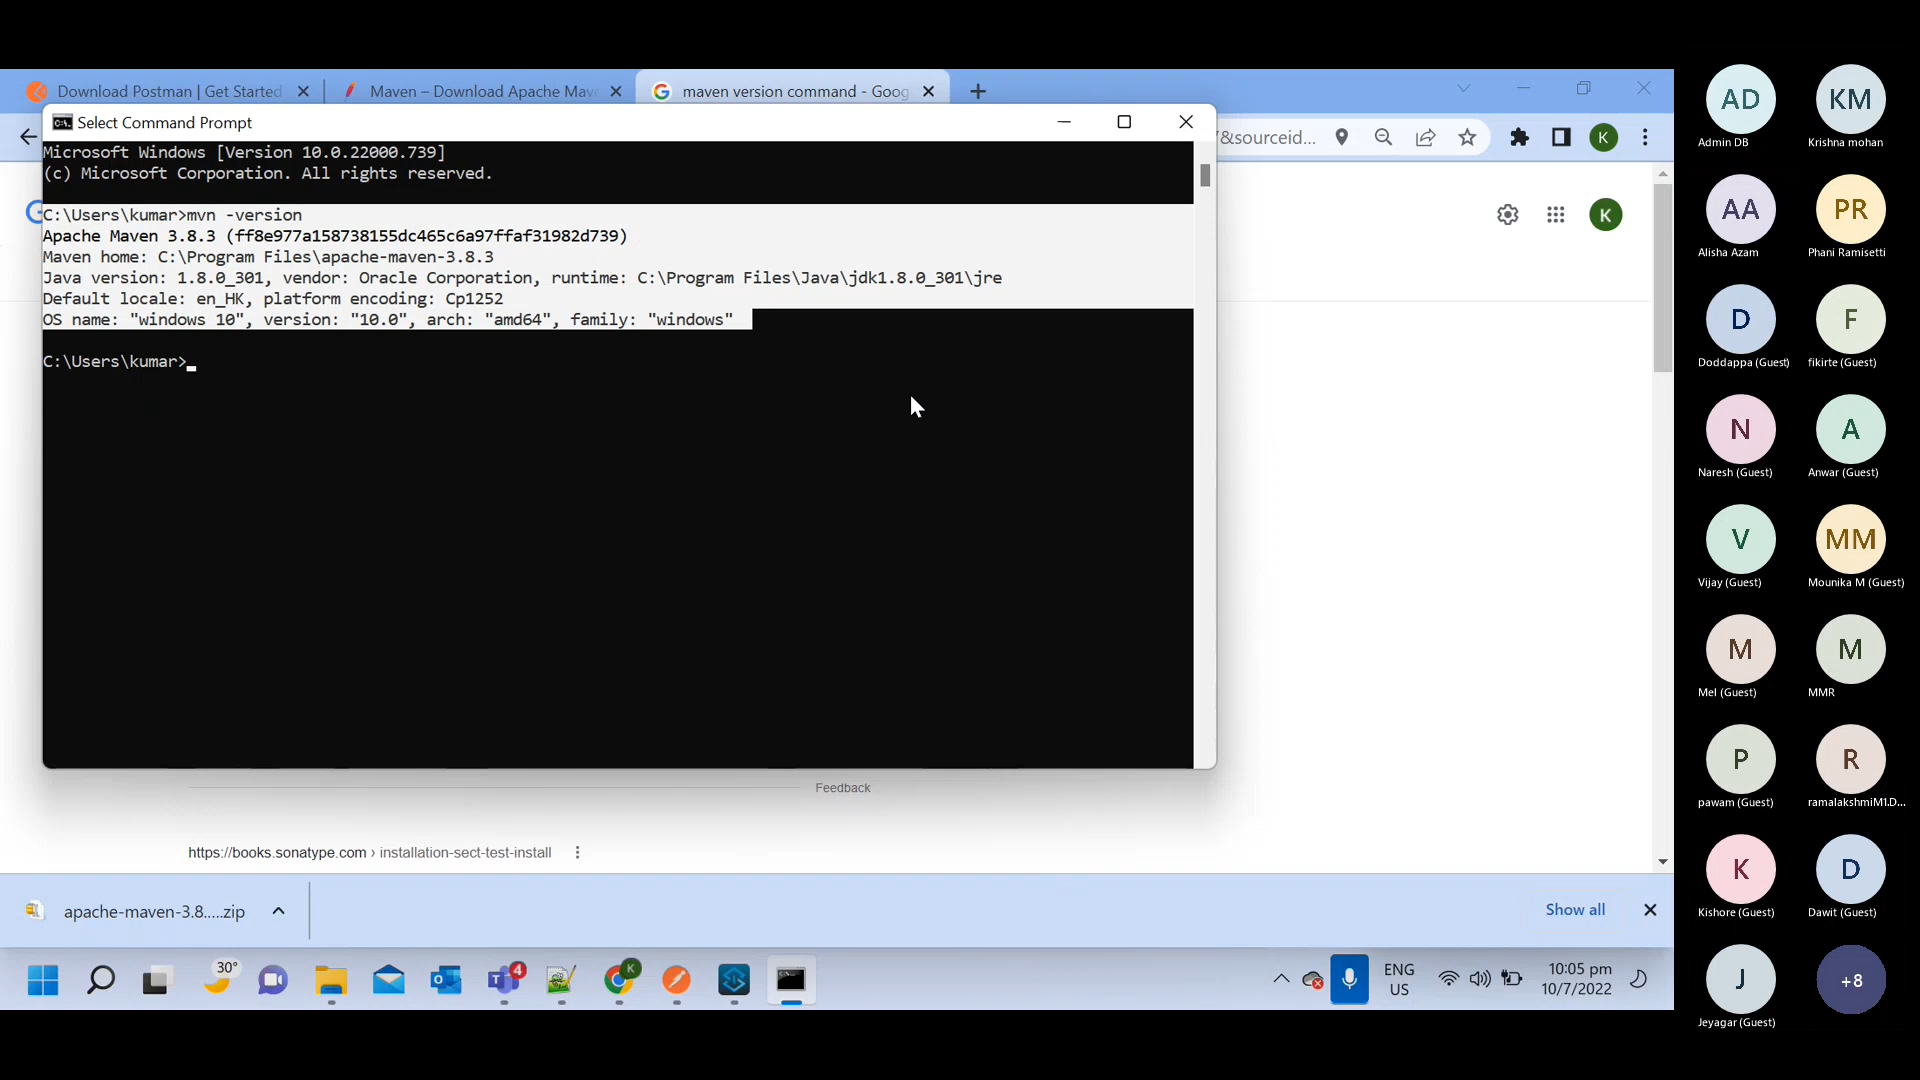 Download Postman | Get Started
Maven – Download Apache Mav
maven version command - Goog
Select Command Prompt
&sourceid...
K
Microsoft Windows [Version 10.0.22000.739]
(c) Microsoft Corporation. All rights reserved.
C:\Users\kumar>mvn -version
Apache Maven 3.8.3 (ff8e977a158738155dc465c6a97ffaf31982d739)
Maven home: C:\Program Files\apache-maven-3.8.3
Java version: 1.8.0_301, vendor: Oracle Corporation, runtime: C:\Program Files\Java\jdk1.8.0_301\jre
Default locale: en_HK, platform encoding: Cp1252
OS name: "windows 10", version: "10.0", arch: "amd64", family: "windows"
C:\Users\kumar>
K
Feedback
https://books.sonatype.com › installation-sect-test-install
apache-maven-3.8.....zip
Show all
30°
4
K
ENG
US
10:05 pm
10/7/2022
AD
Admin DB
KM
Krishna mohan
AA
Alisha Azam
PR
Phani Ramisetti
D
Doddappa (Guest)
F
fikirte (Guest)
N
Naresh (Guest)
A
Anwar (Guest)
V
Vijay (Guest)
MM
Mounika M (Guest)
M
Mel (Guest)
M
MMR
P
pawam (Guest)
R
ramalakshmiM1.D...
K
Kishore (Guest)
D
Dawit (Guest)
J
Jeyagar (Guest)
+8